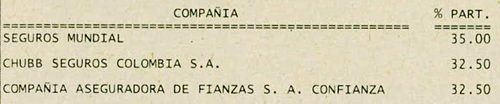 COMPAÑIA % PART.
SEGUROS MUNDIAL 35.00
CHUBB SEGUROS COLOMBIA S.A. 32.50
COMPAÑIA ASEGURADORA DE FIANZAS S. A. CONFIANZA 32.50